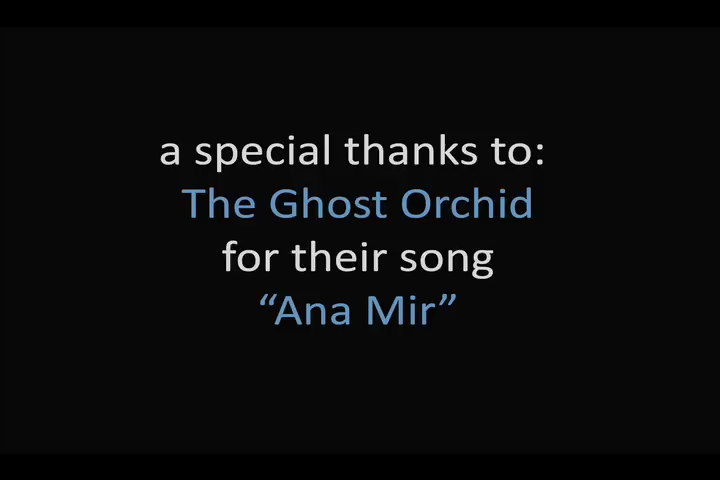 a special thanks to:
The Ghost Orchid
for their song
“Ana Mir”